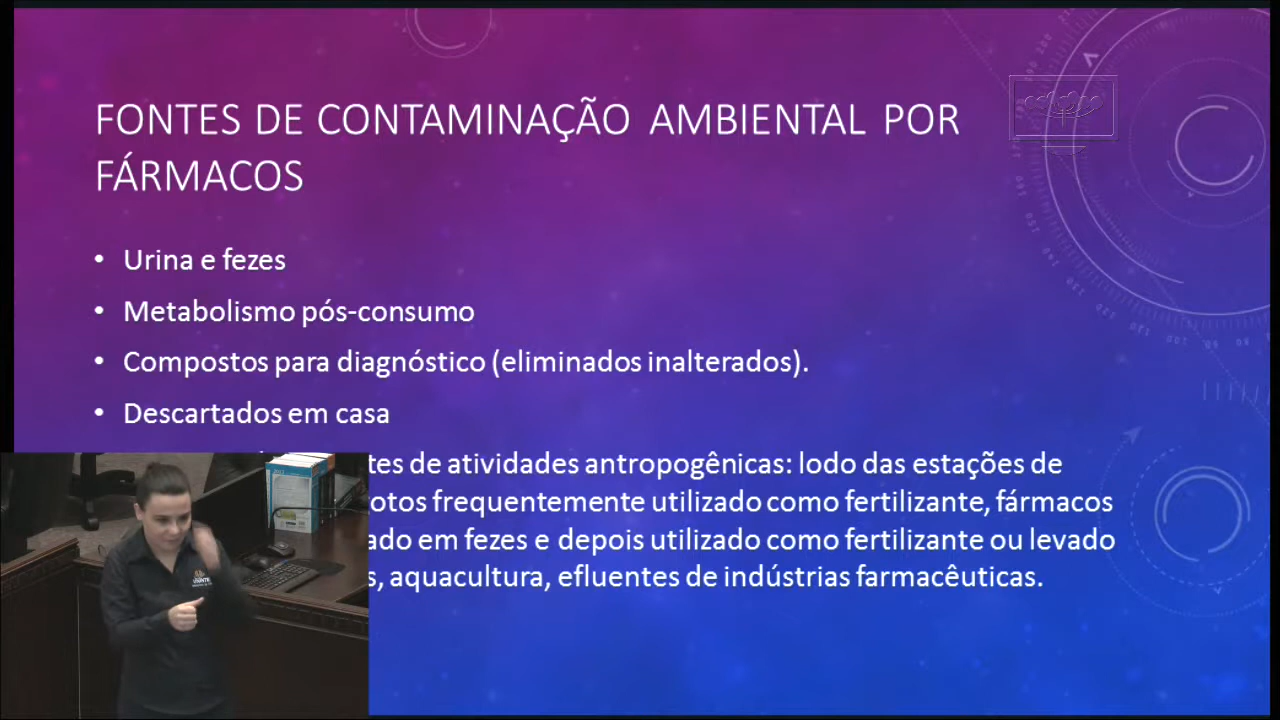 FONTES DE CONTAMINAÇÃO AMBIENTAL POR
FÁRMACOS
• Urina e fezes
• Metabolismo pós-consumo
• Compostos para diagnóstico (eliminados inalterados).
• Descartados em casa
tes de atividades antropogênicas: lodo das estações de
otos frequentemente utilizado como fertilizante, fármacos
ado em fezes e depois utilizado como fertilizante ou levado
s, aquacultura, efluentes de indústrias farmacêuticas.